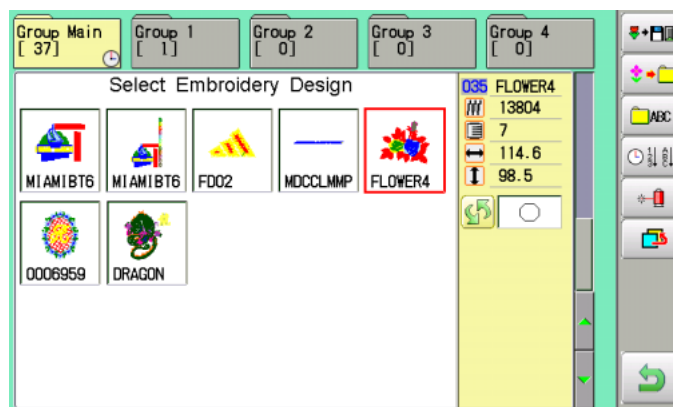 Group Main
[ 37]
Group 1
[ 1]
Group 2
[ 0]
Group 3
[ 0]
Group 4
[ 0]
Select Embroidery Design
035 FLOWER4
13804
7
114.6
98.5
MIAMIBT6
MIAMIBT6
FD02
MDCCLMMP
FLOWER4
0006959
DRAGON
ABC